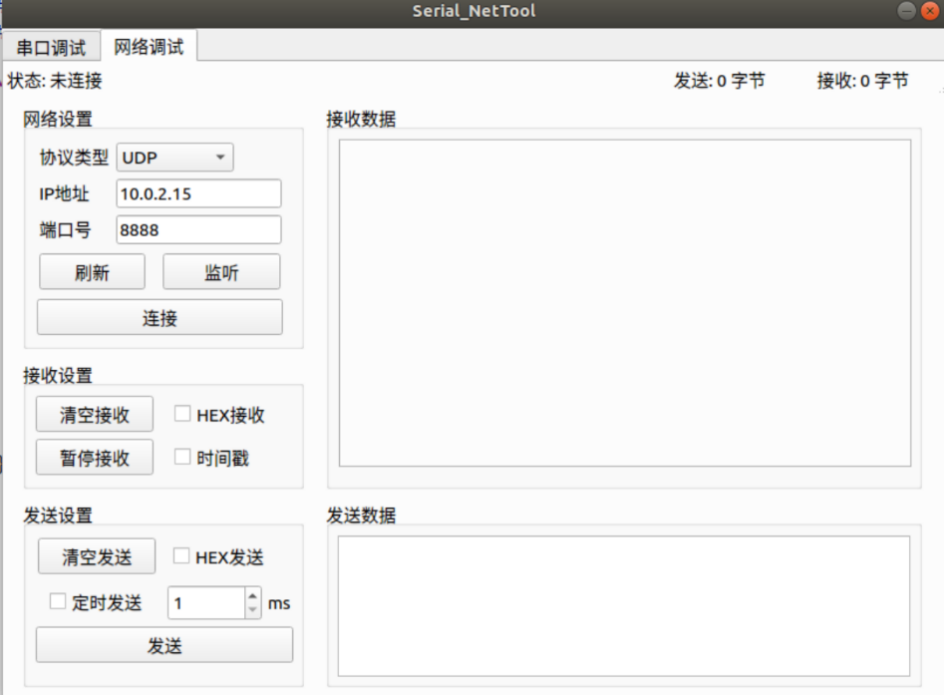 Serial_NetTool
串口调试 网络调试
状态: 未连接 发送: 0 字节 接收: 0 字节
网络设置
协议类型 UDP
IP地址 10.0.2.15
端口号 8888
刷新 监听
连接
接收数据
接收设置
清空接收 HEX接收
暂停接收 时间戳
发送设置
清空发送 HEX发送
定时发送 1 ms
发送
发送数据